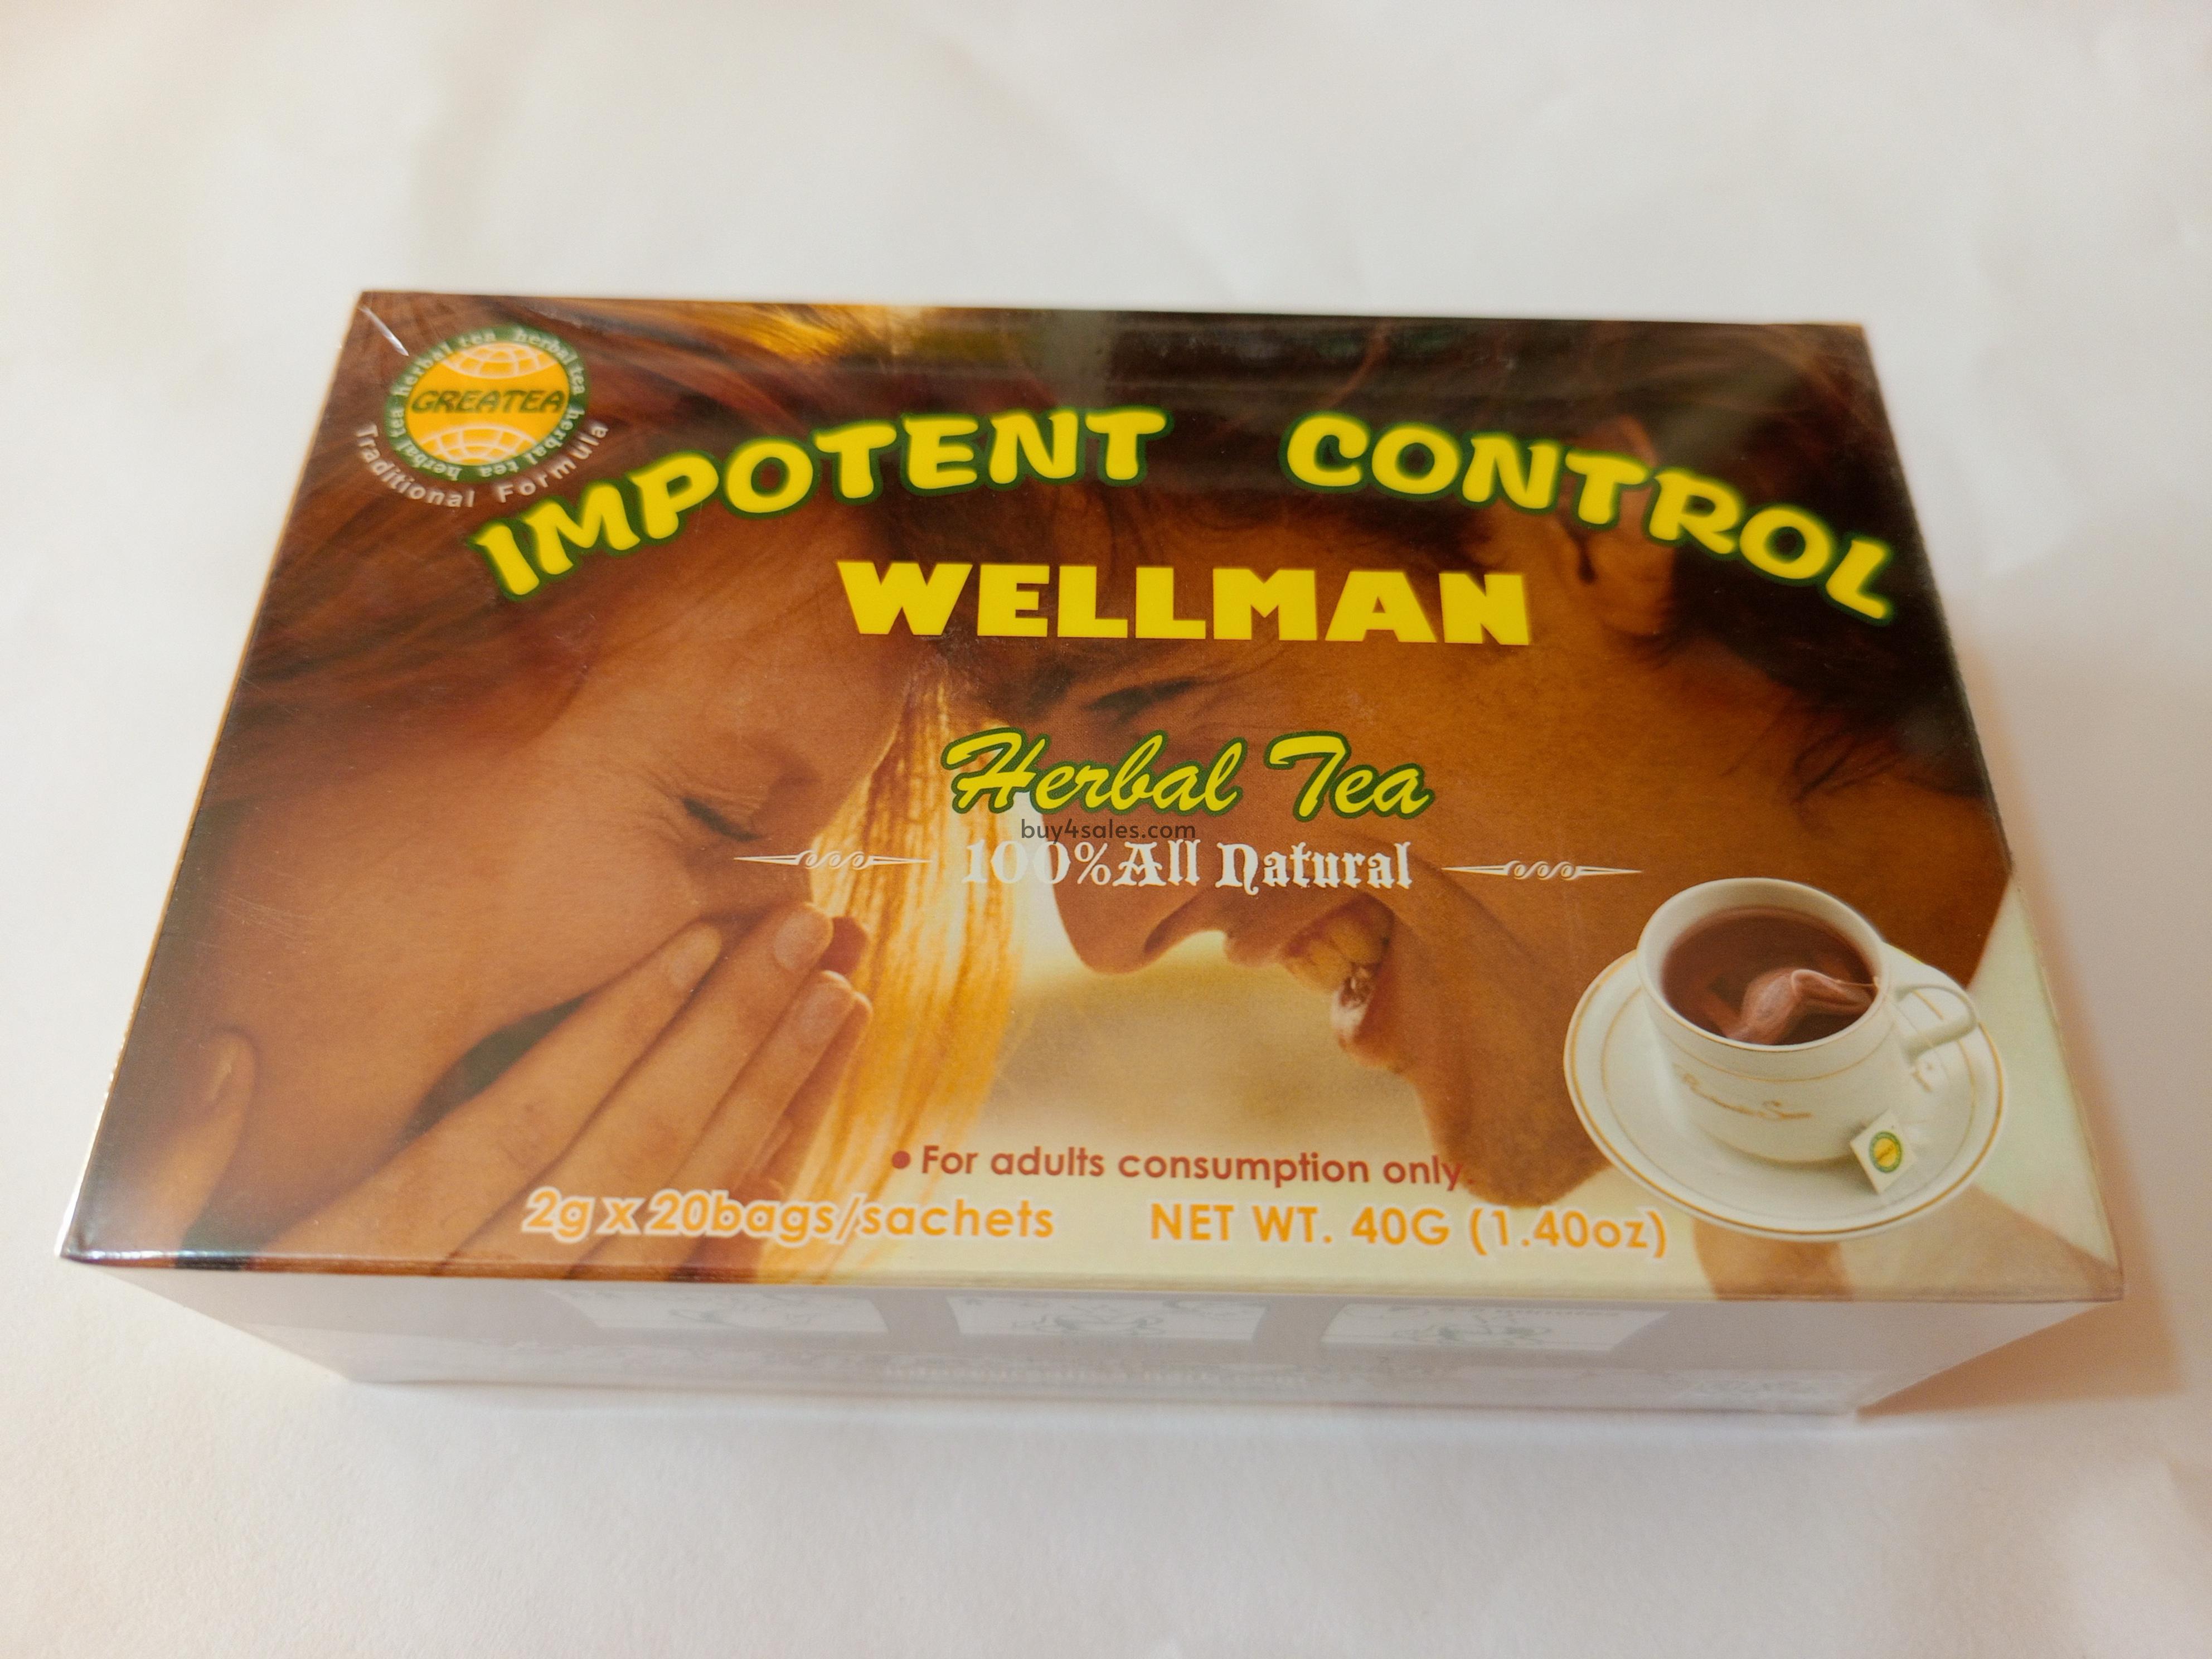 herbal tea herbal tea herbal tea herbal tea
GREATEA
Traditional Formula
IMPOTENT CONTROL
WELLMAN
Herbal Tea
buy4sales.com
100%All Natural
• For adults consumption only.
2g x 20bags/sachets NET WT. 40G (1.40oz)